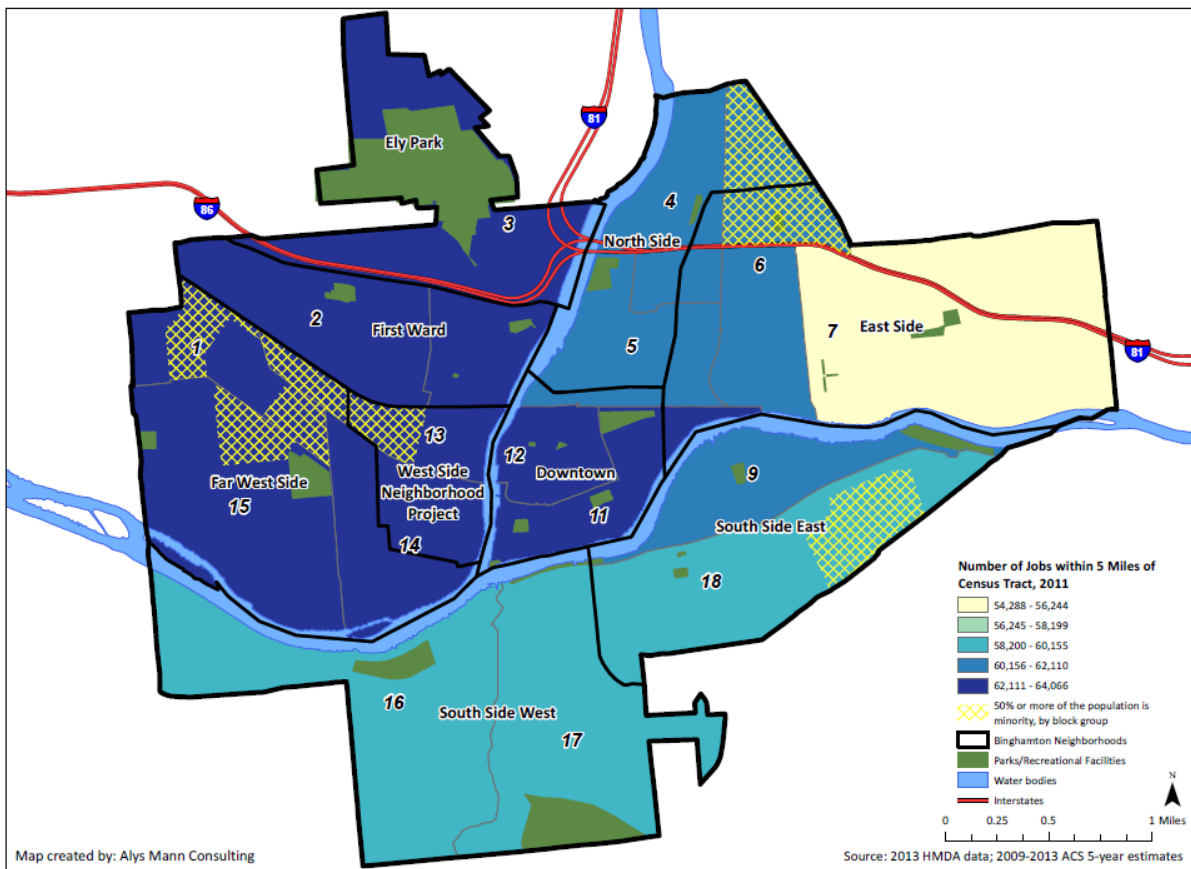 81
Ely Park
4
3
86
North Side
6
2
First Ward
7
East Side
1
5
81
13
12
Downtown
9
West Side
Neighborhood
Project
Far West Side
15
11
South Side East
14
18
16
South Side West
17
Number of Jobs within 5 Miles of
Census Tract, 2011
54,288 - 56,244
56,245 - 58,199
58,200 - 60,155
60,156 - 62,110
62,111 - 64,066
50% or more of the population is
minority, by block group
Binghamton Neighborhoods
Parks/Recreational Facilities
Water bodies
Interstates
N
0 0.25 0.5 1 Miles
Map created by: Alys Mann Consulting
Source: 2013 HMDA data; 2009-2013 ACS 5-year estimates